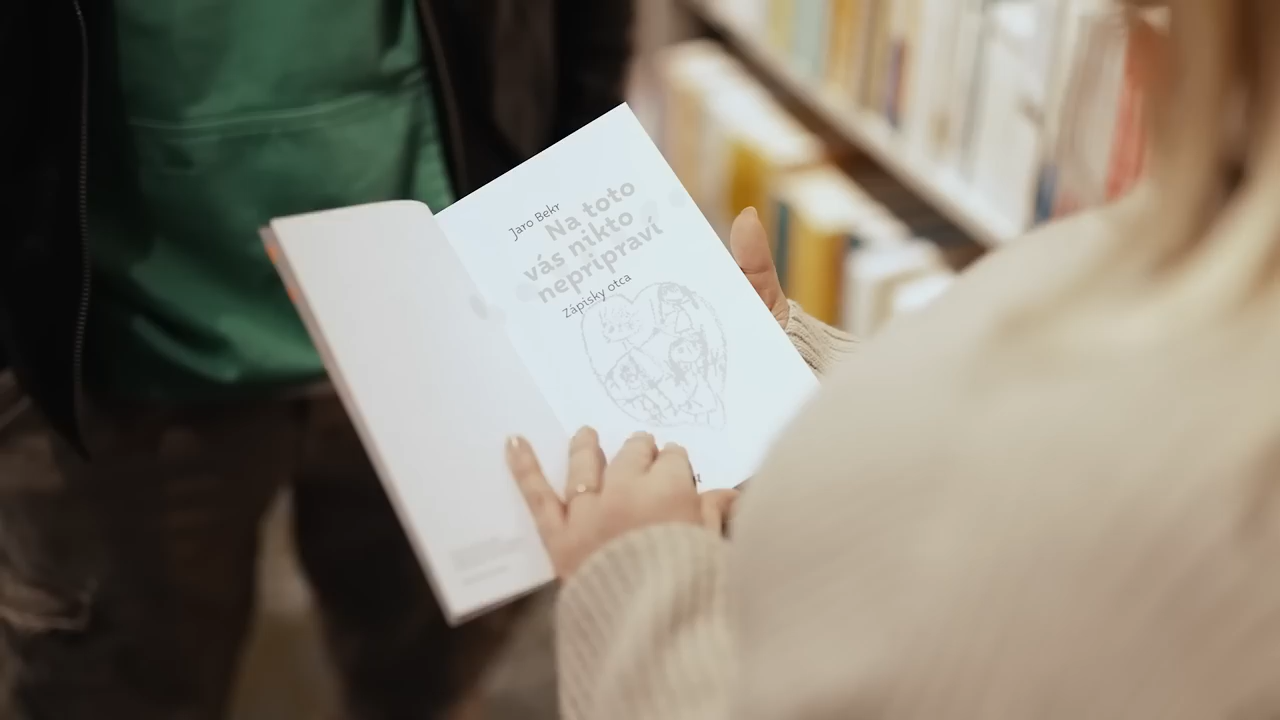 Jaro Bekr
Na toto
vás nikto
nepripraví
Zápisky otca